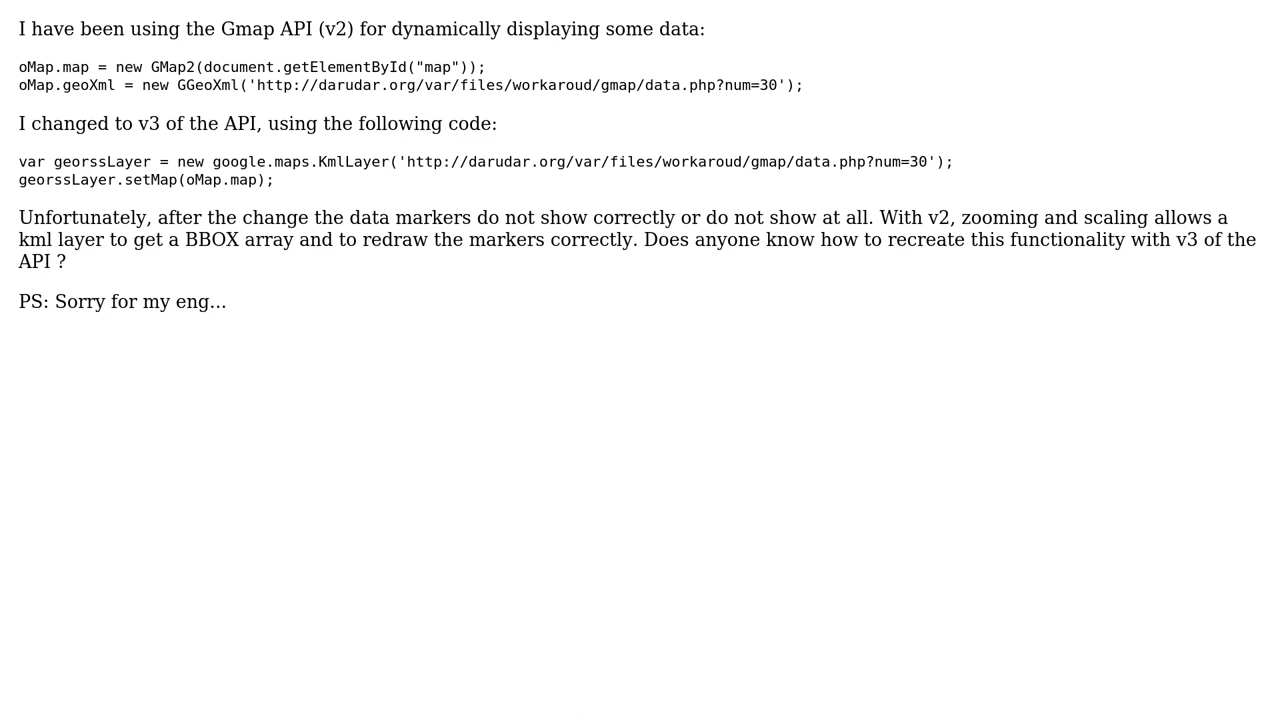 I have been using the Gmap API (v2) for dynamically displaying some data:
oMap.map = new GMap2(document.getElementById("map"));
oMap.geoXml = new GGeoXml('http://darudar.org/var/files/workaroud/gmap/data.php?num=30');
I changed to v3 of the API, using the following code:
var georssLayer = new google.maps.KmlLayer('http://darudar.org/var/files/workaroud/gmap/data.php?num=30');
georssLayer.setMap(oMap.map);
Unfortunately, after the change the data markers do not show correctly or do not show at all. With v2, zooming and scaling allows a
kml layer to get a BBOX array and to redraw the markers correctly. Does anyone know how to recreate this functionality with v3 of the
API ?
PS: Sorry for my eng...